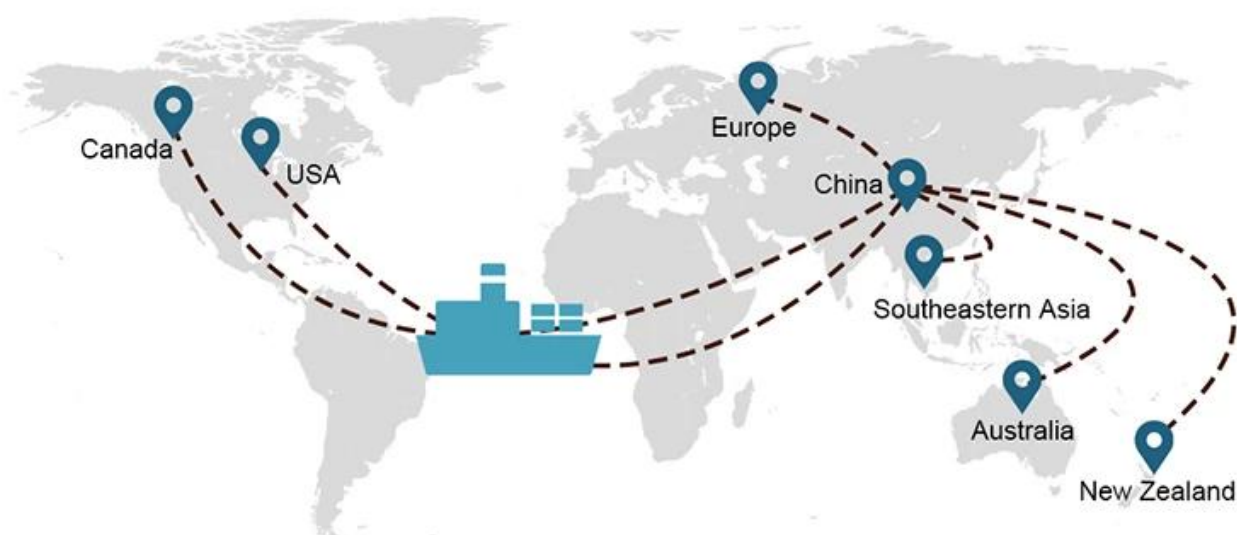 Canada
USA
Europe
China
Southeastern Asia
Australia
New Zealand